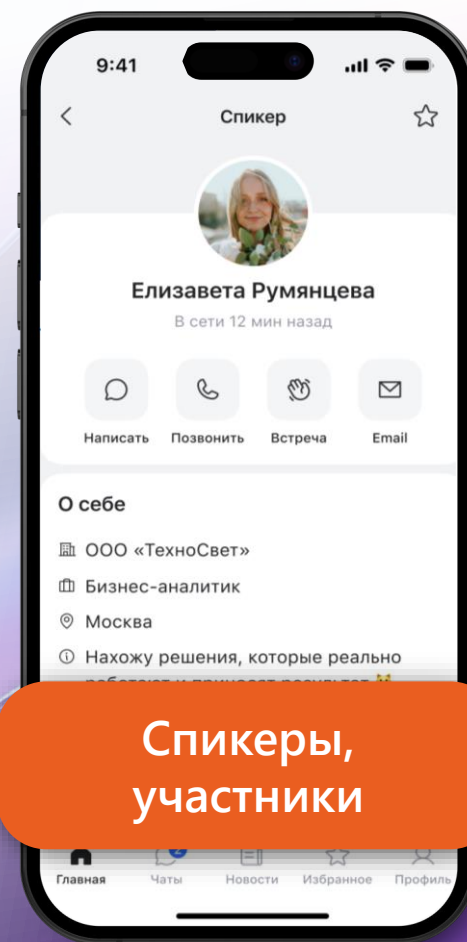 9:41
Спикер
Елизавета Румянцева
В сети 12 мин назад
Написать Позвонить Встреча Email
О себе
ООО «ТехноСвет»
Бизнес-аналитик
Москва
Нахожу решения, которые реально
Спикеры,
участники
2
Главная Чаты Новости Избранное Профиль